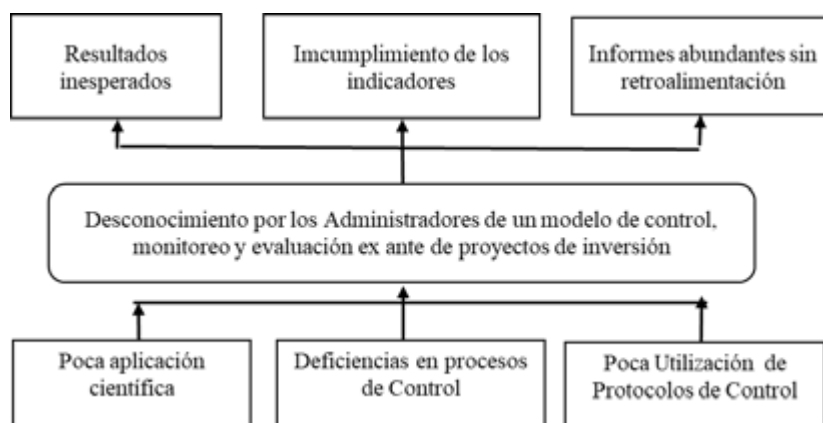 Resultados
inesperados
Imcumplimiento de los
indicadores
Informes abundantes sin
retroalimentación
Desconocimiento por los Administradores de un modelo de control,
monitoreo y evaluación ex ante de proyectos de inversión
Poca aplicación
científica
Deficiencias en procesos
de Control
Poca Utilización de
Protocolos de Control